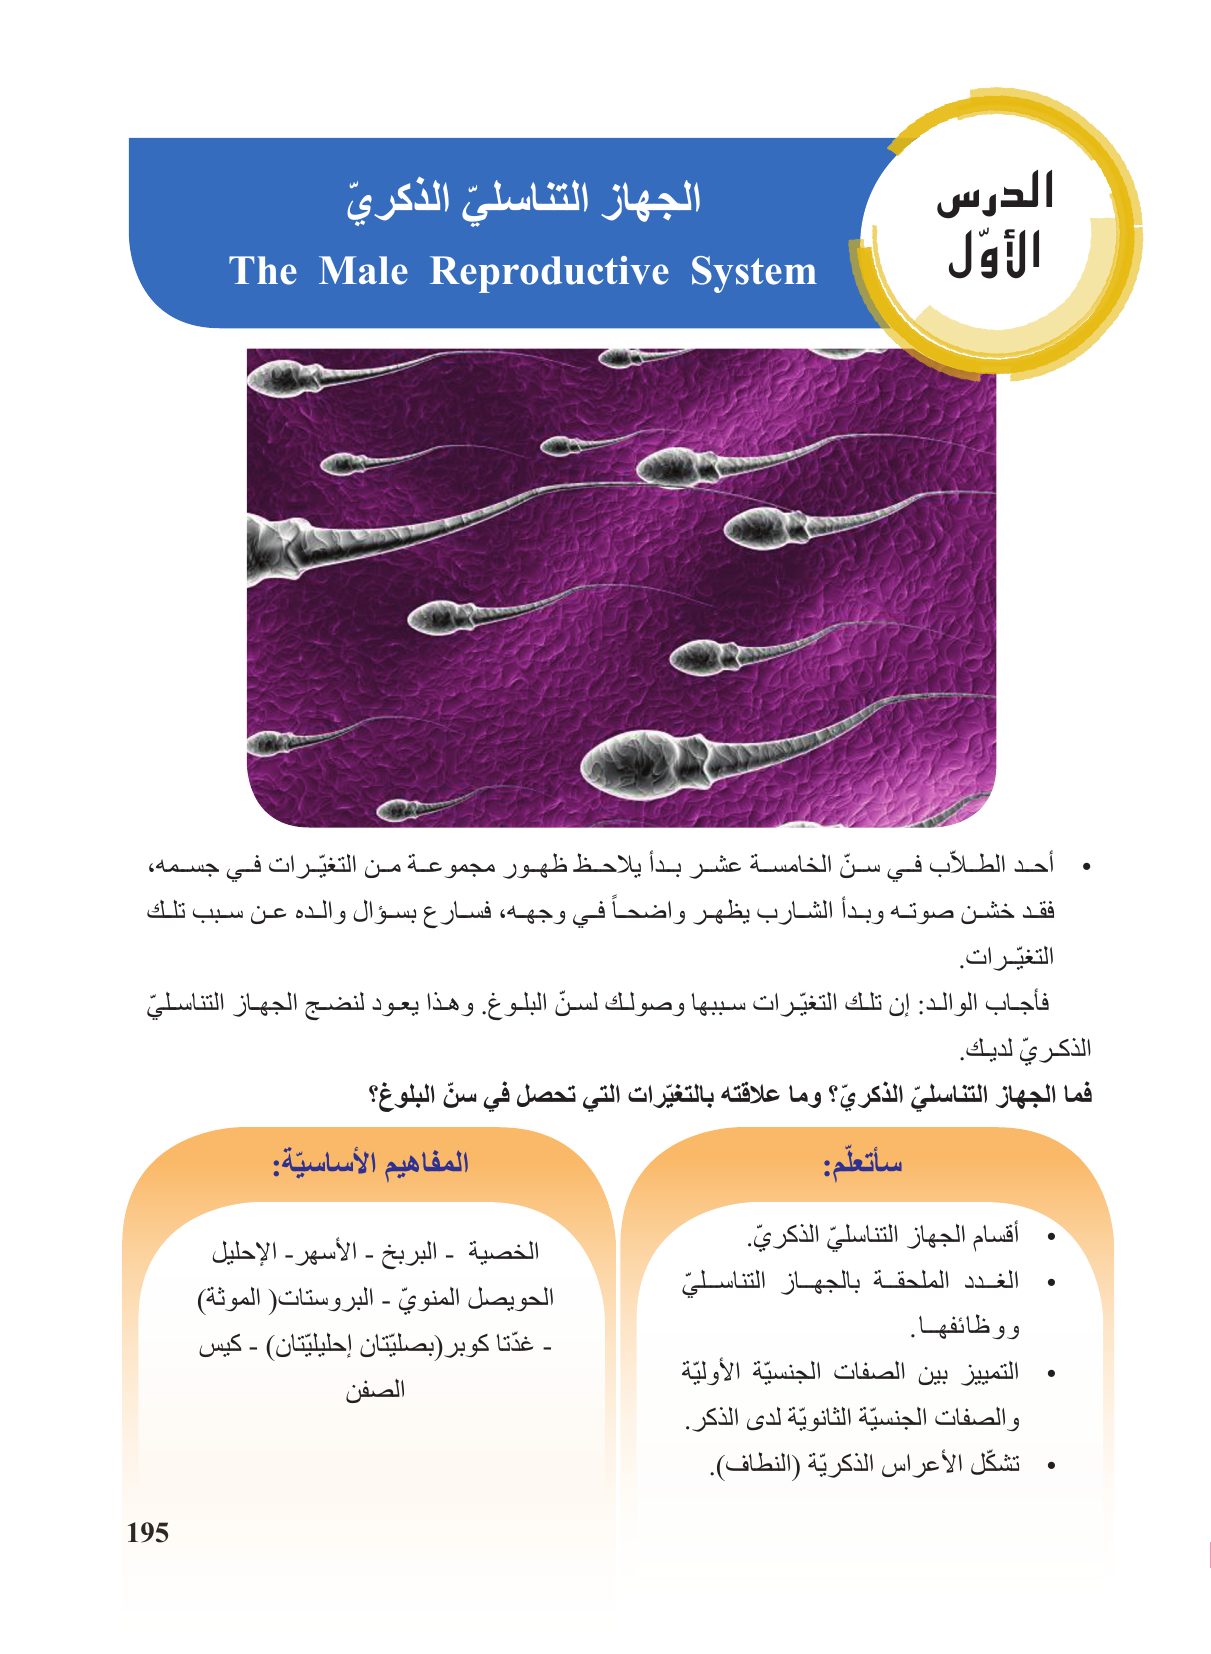 الدرس
الأوّل
الجهاز التناسليّ الذكريّ
The Male Reproductive System
• أحد الطلاّب في سنّ الخامسة عشر بدأ يلاحظ ظهور مجموعة من التغيّرات في جسمه،
فقد خشن صوته وبدأ الشارب يظهر واضحاً في وجهه، فسارع بسؤال والده عن سبب تلك
التغيّرات.
فأجاب الوالد: إن تلك التغيّرات سببها وصولك لسنّ البلوغ. وهذا يعود لنضج الجهاز التناسليّ
الذكريّ لديك.
فما الجهاز التناسليّ الذكريّ؟ وما علاقته بالتغيّرات التي تحصل في سنّ البلوغ؟
سأتعلّم:
• أقسام الجهاز التناسليّ الذكريّ.
• الغدد الملحقة بالجهاز التناسليّ
ووظائفها.
• التمييز بين الصفات الجنسيّة الأوليّة
والصفات الجنسيّة الثانويّة لدى الذكر.
• تشكّل الأعراس الذكريّة (النطاف).
المفاهيم الأساسيّة:
الخصية - البربخ - الأسهر- الإحليل
الحويصل المنويّ - البروستات( الموثة)
- غدّتا كوبر(بصليّتان إحليليّتان) - كيس
الصفن
195